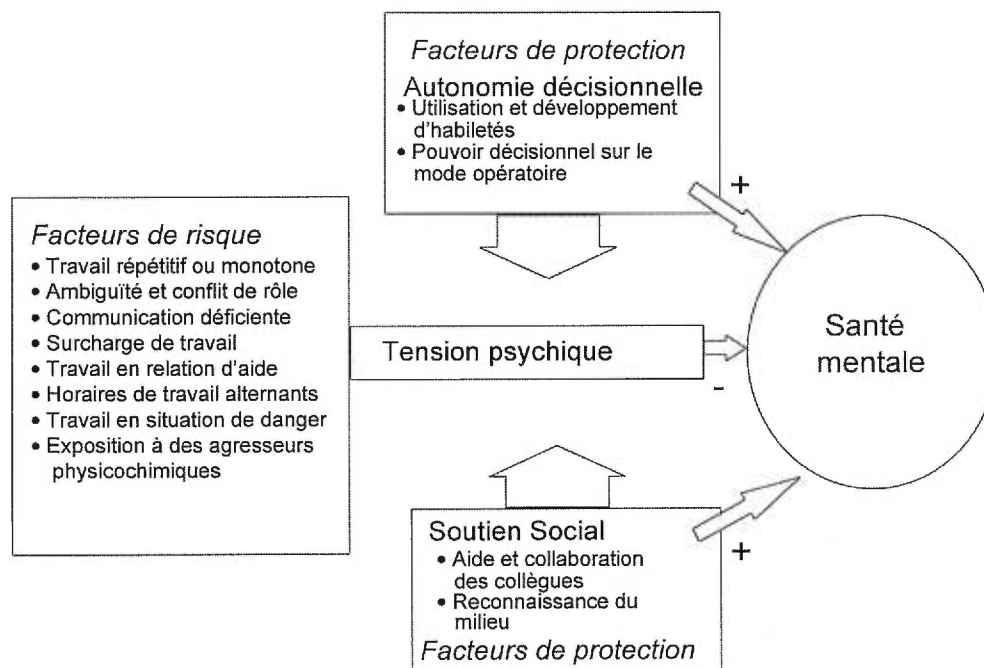 Facteurs de protection
Autonomie décisionnelle
• Utilisation et développement
d'habiletés
• Pouvoir décisionnel sur le
mode opératoire
+
Facteurs de risque
• Travail répétitif ou monotone
• Ambiguïté et conflit de rôle
• Communication déficiente
• Surcharge de travail
• Travail en relation d'aide
• Horaires de travail alternants
• Travail en situation de danger
• Exposition à des agresseurs
physicochimiques
Tension psychique
-
Santé
mentale
Soutien Social
• Aide et collaboration
des collègues
• Reconnaissance du
milieu
Facteurs de protection
+